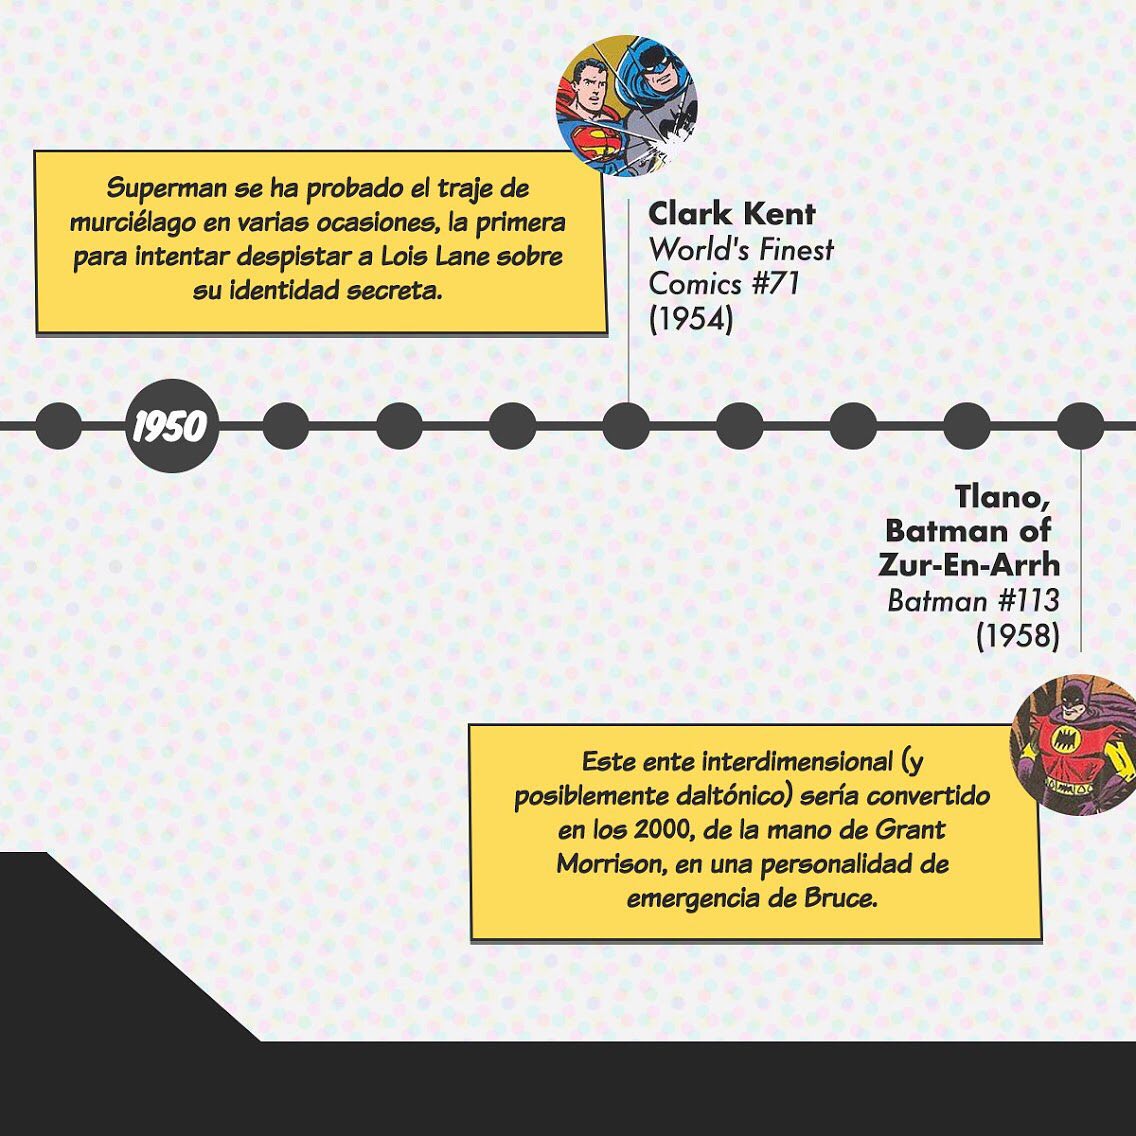 Superman se ha probado el traje de
murciélago en varias ocasiones, la primera
para intentar despistar a Lois Lane sobre
su identidad secreta.
Clark Kent
World's Finest
Comics #71
(1954)
1950
Tlano,
Batman of
Zur-En-Arrh
Batman #113
(1958)
Este ente interdimensional (y
posiblemente daltónico) sería convertido
en los 2000, de la mano de Grant
Morrison, en una personalidad de
emergencia de Bruce.